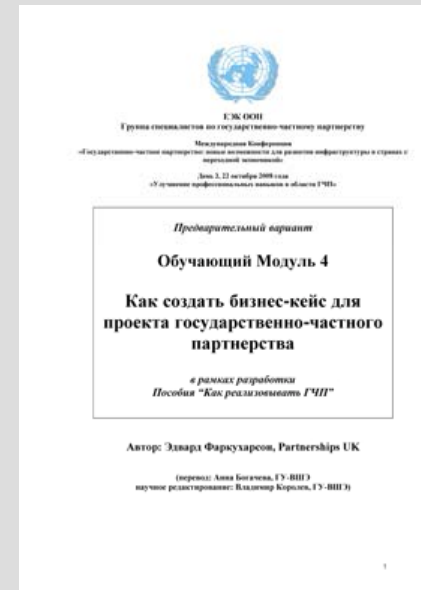 ЕЭК ООН
Группа специалистов по государственно-частному партнерству
Международная Конференция
«Государственно-частное партнерство: новые возможности для развития инфраструктуры в странах с
переходной экономикой»
День 3, 23 октября 2008 года
«Улучшение профессиональных навыков в области ГЧП»
Предварительный вариант
Обучающий Модуль 4
Как создать бизнес-кейс для
проекта государственно-частного
партнерства
в рамках разработки
Пособия “Как реализовывать ГЧП”
Автор: Эдвард Фаркухарсон, Partnerships UK
(перевод: Анна Богачева, ГУ-ВШЭ
научное редактирование: Владимир Королев, ГУ-ВШЭ)
1